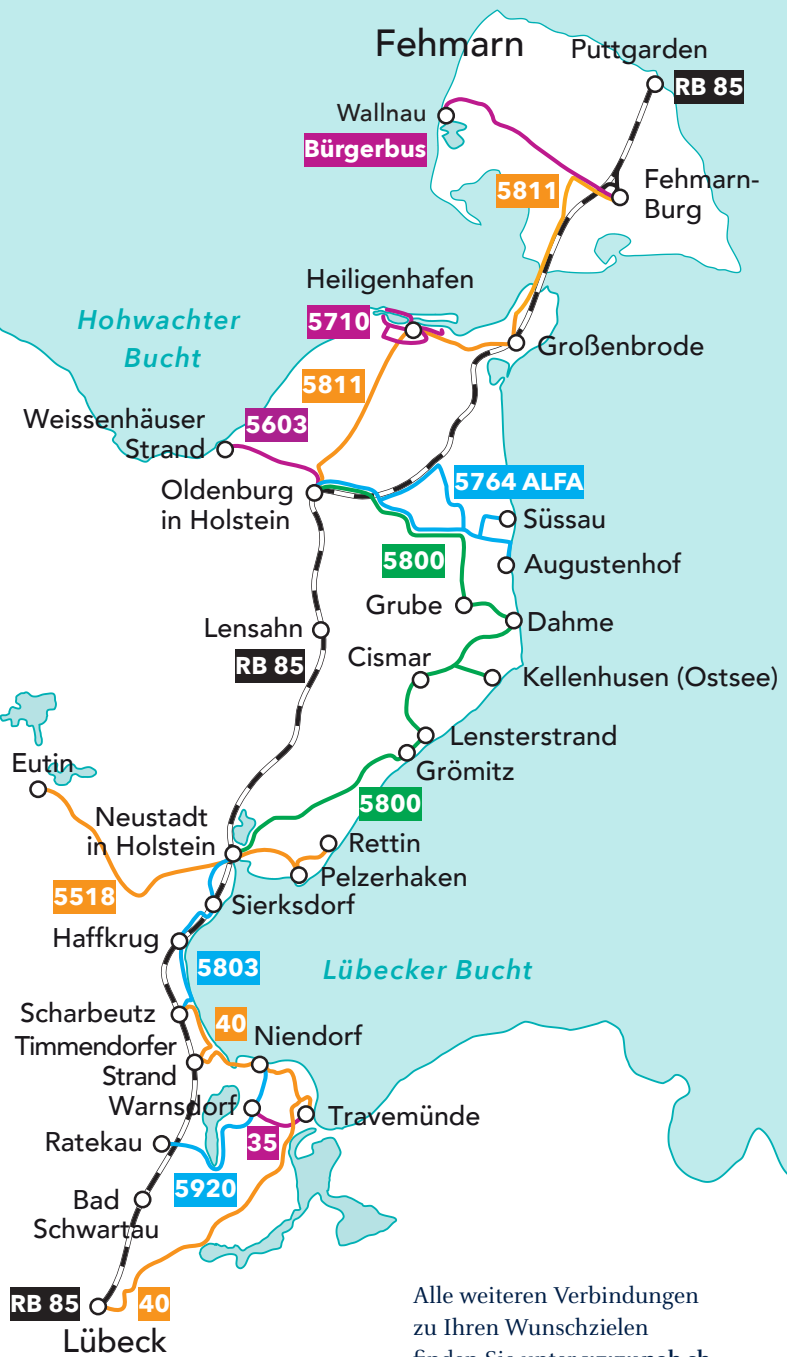 Fehmarn
Puttgarden
RB 85
Wallnau
Bürgerbus
5811
Fehmarn-
Burg
Heiligenhafen
Hohwachter
Bucht
5710
Großenbrode
5811
Weissenhäuser
Strand
5603
Oldenburg
in Holstein
5764 ALFA
Süssau
5800
Augustenhof
Grube
Dahme
Lensahn
RB 85
Cismar
Kellenhusen (Ostsee)
Lensterstrand
Grömitz
Eutin
5800
Neustadt
in Holstein
Rettin
Pelzerhaken
5518
Sierksdorf
Haffkrug
5803
Lübecker Bucht
Scharbeutz
40
Niendorf
Timmendorfer
Strand
Warnsdorf
Travemünde
Ratekau
35
5920
Bad
Schwartau
RB 85
40
Lübeck
Alle weiteren Verbindungen
zu Ihren Wunschzielen
finden Sie unter